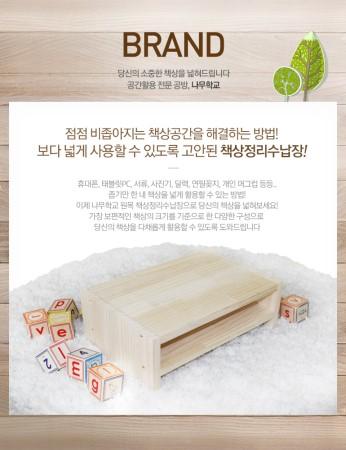 BRAND
당신의 소중한 책상을 넓혀드립니다
공간활용 전문 공방, 나무학교
점점 비좁아지는 책상공간을 해결하는 방법!
보다 넓게 사용할 수 있도록 고안된 책상정리수납장!
휴대폰, 태블릿PC, 서류, 사진기, 달력, 연필꽂지, 개인 머그컵 등등..
좁기만 한 내 책상을 넓게 활용할 수 있는 방법!
이제 나무학교 원목 책상정리수납장으로 당신의 책상을 넓혀보세요!
가장 보편적인 책상의 크기를 기준으로 한 다양한 구성으로
당신의 책상을 다채롭게 활용할 수 있도록 도와드립니다
p
v e
2 l
m
g
s